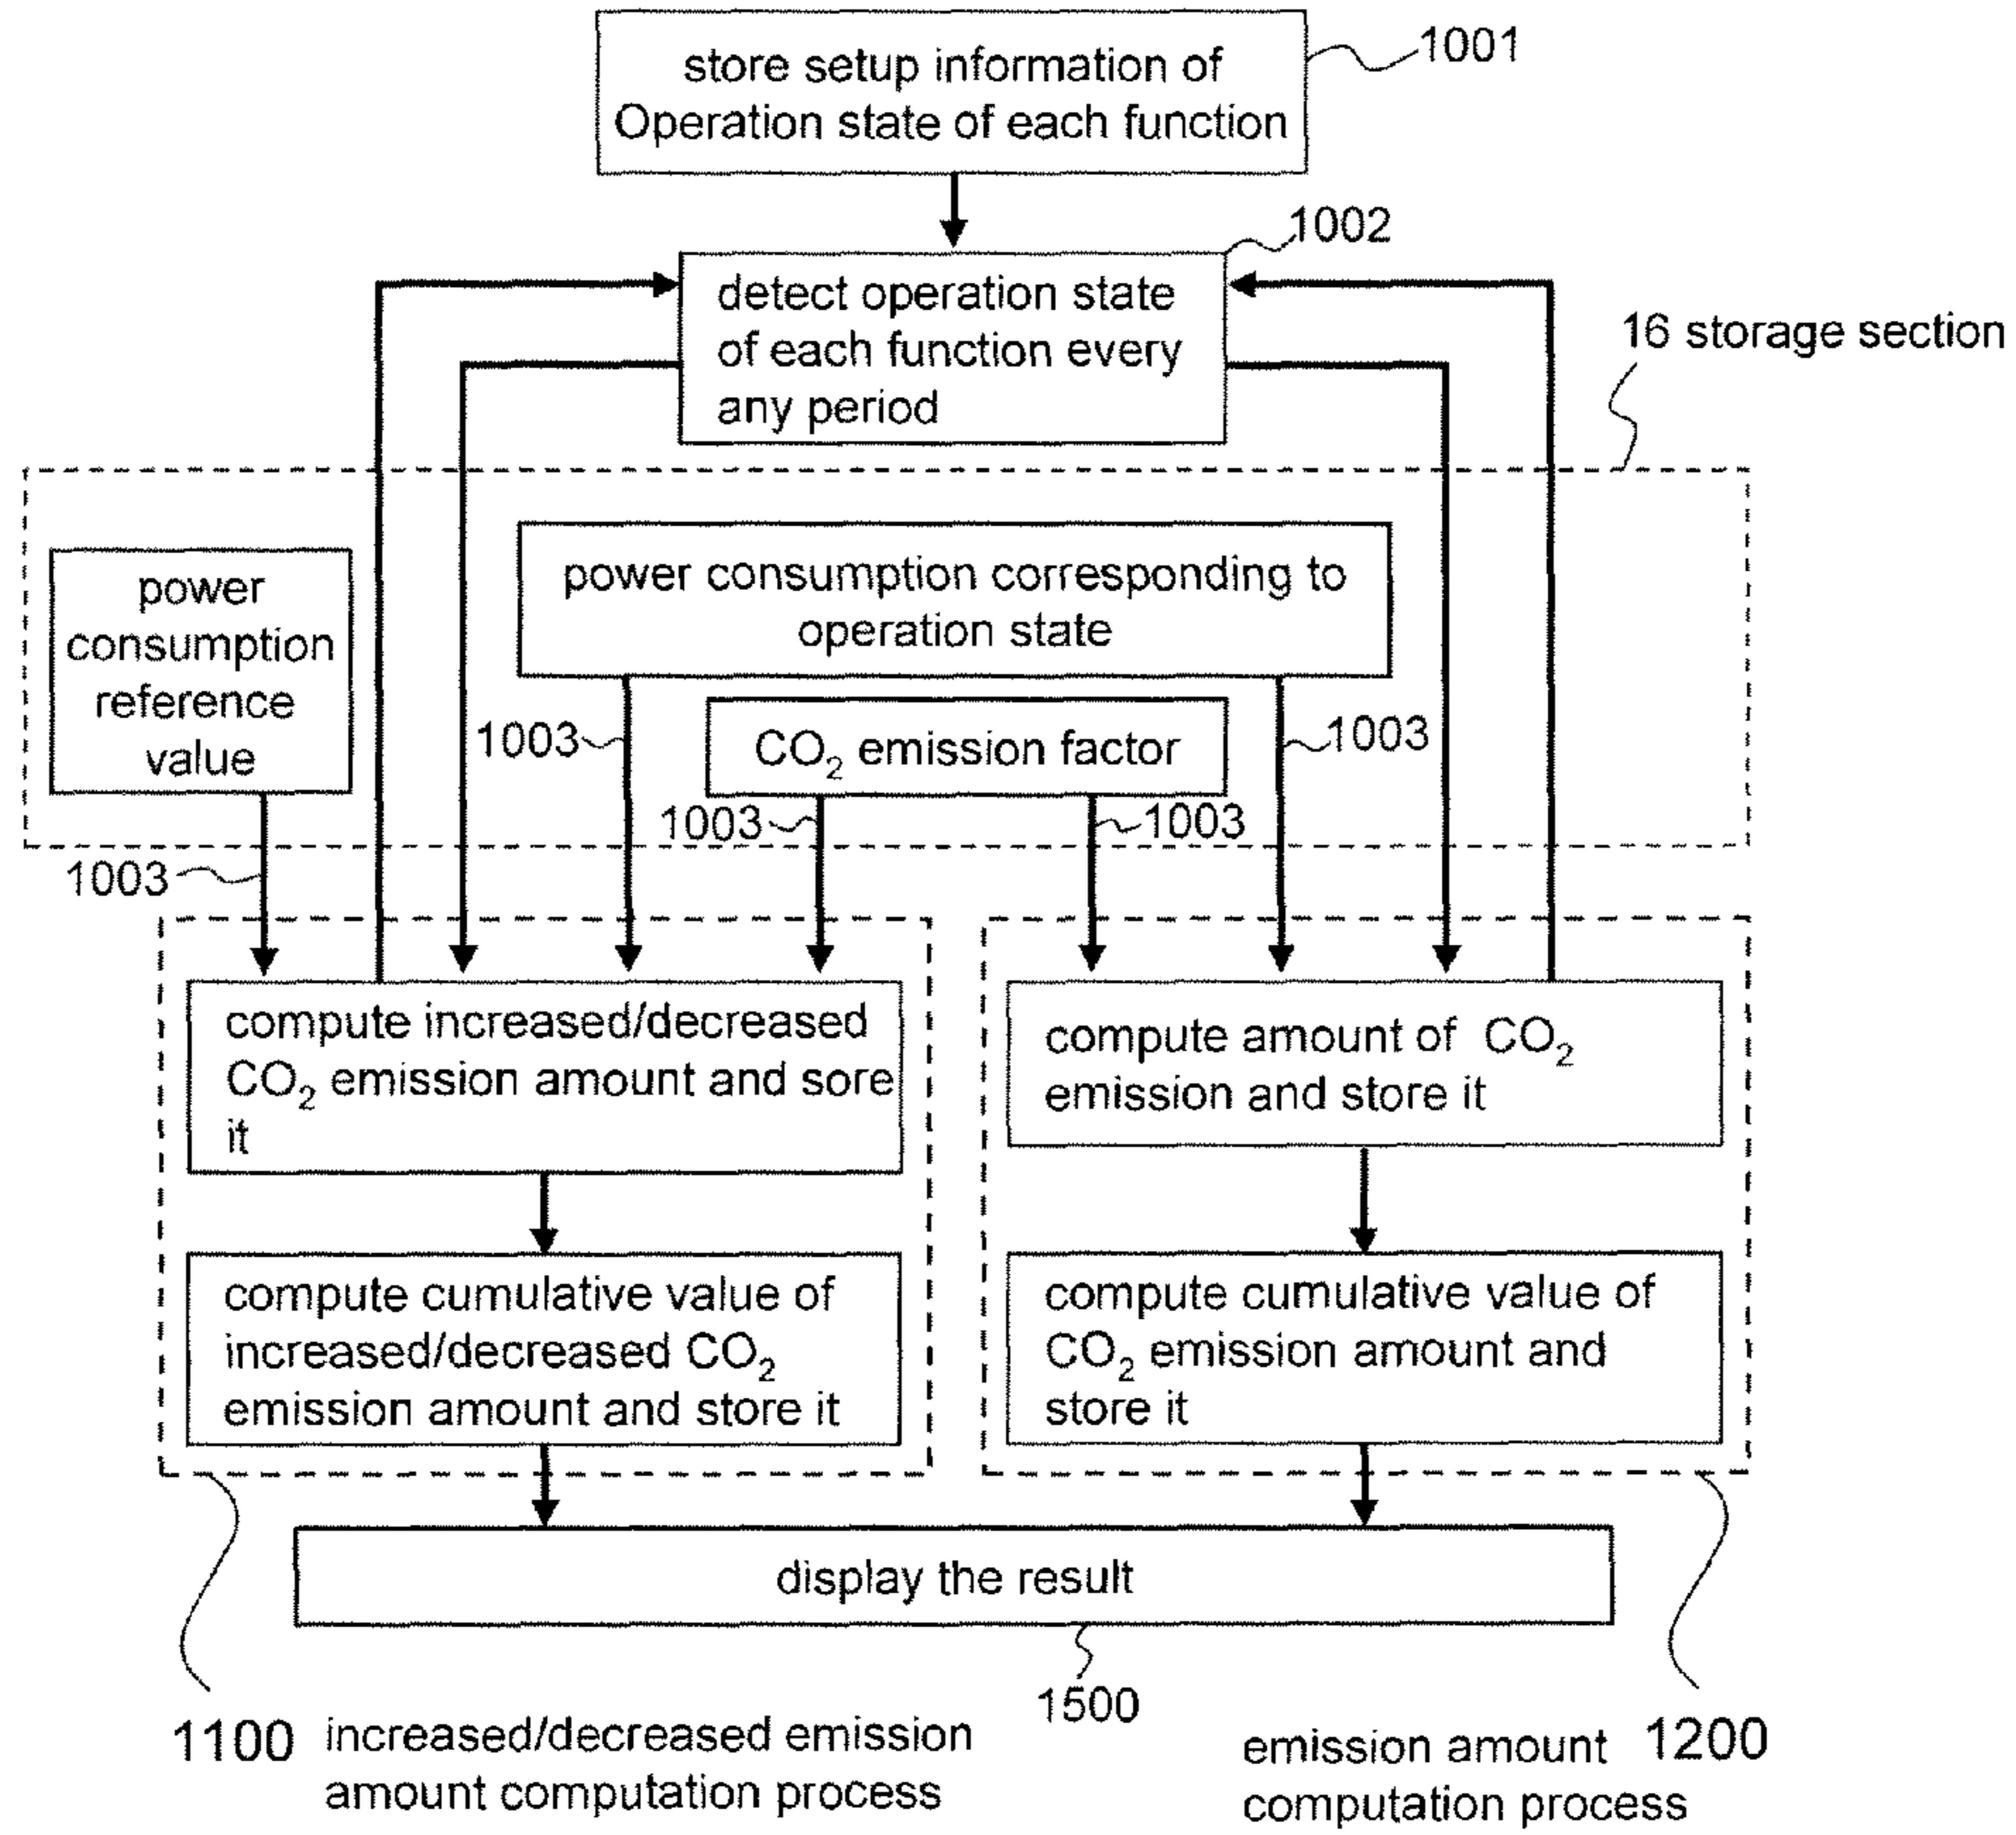 store setup information of
Operation state of each function
1001
1002
detect operation state
of each function every
any period
16 storage section
power
consumption
reference
value
power consumption corresponding to
operation state
1003
CO₂ emission factor
1003
1003
1003
1003
compute increased/decreased
CO₂ emission amount and sore
it
compute amount of CO₂
emission and store it
compute cumulative value of
increased/decreased CO₂
emission amount and store it
compute cumulative value of
CO₂ emission amount and
store it
display the result
1500
1100 increased/decreased emission
amount computation process
emission amount 1200
computation process